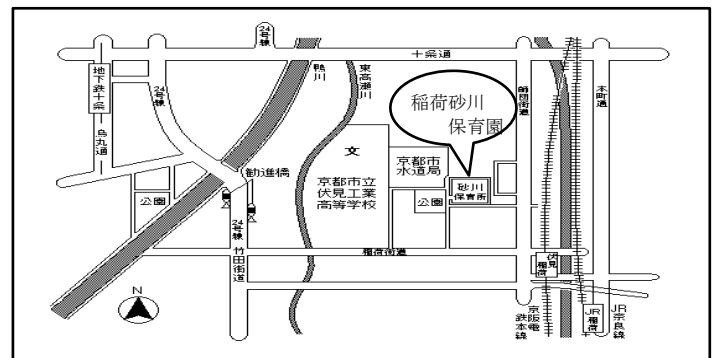 24号線
十条通
地下鉄十条
24号線
鴨川
東高瀬川
師団街道
本町通
稲荷砂川
保育園
烏丸通
文
京都市
水道局
勧進橋
京都市立
伏見工業
高等学校
砂川
保育所
公園
公園
24号線
竹田街道
稲荷街道
伏見稲荷
N
京阪電
鉄本線
JR稲荷
JR奈良線